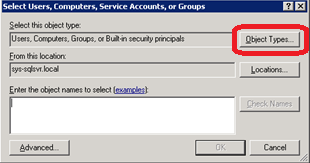 Select Users, Computers, Service Accounts, or Groups
Select this object type:
Users, Computers, Groups, or Built-in security principals
Object Types...
From this location:
sys-sqlsvr.local
Locations...
Enter the object names to select (examples):
Check Names
Advanced...
OK
Cancel